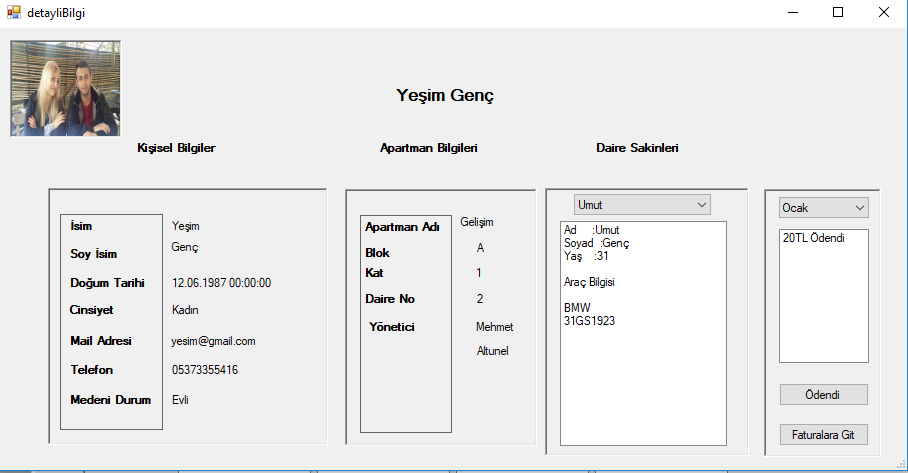 detayliBilgi
Yeşim Genç
Kişisel Bilgiler
Apartman Bilgileri
Daire Sakinleri
İsim Yeşim
Soy İsim Genç
Doğum Tarihi 12.06.1987 00:00:00
Cinsiyet Kadın
Mail Adresi yesim@gmail.com
Telefon 05373355416
Medeni Durum Evli
Apartman Adı Gelişim
Blok A
Kat 1
Daire No 2
Yönetici Mehmet
Altunel
Umut
Ad :Umut
Soyad :Genç
Yaş :31
Araç Bilgisi
BMW
31GS1923
Ocak
20TL Ödendi
Ödendi
Faturalara Git